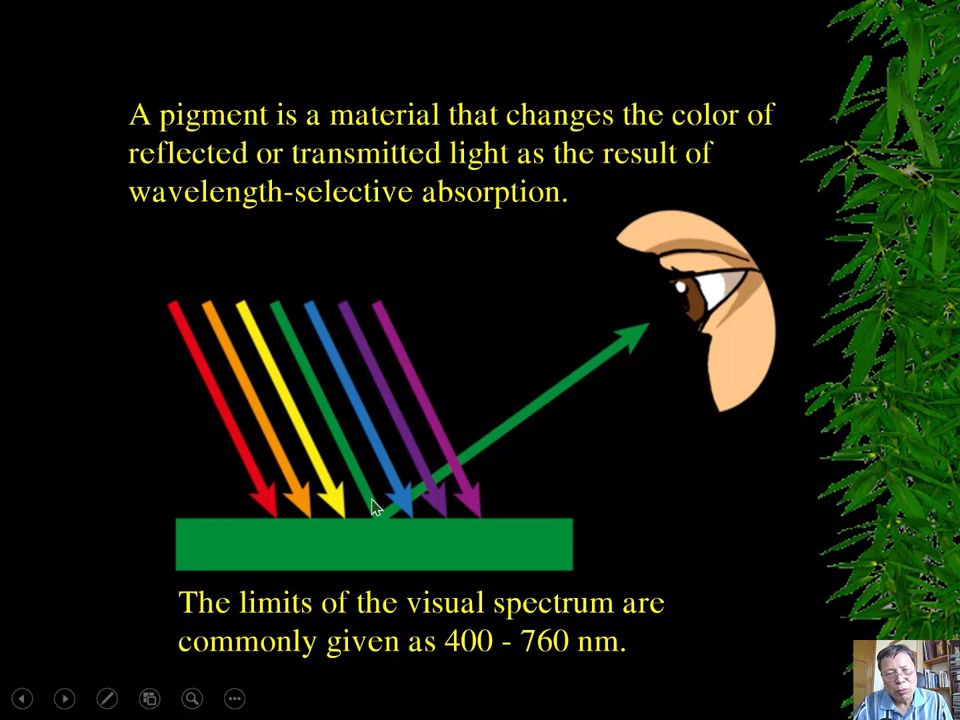 A pigment is a material that changes the color of
reflected or transmitted light as the result of
wavelength-selective absorption.
The limits of the visual spectrum are
commonly given as 400 - 760 nm.